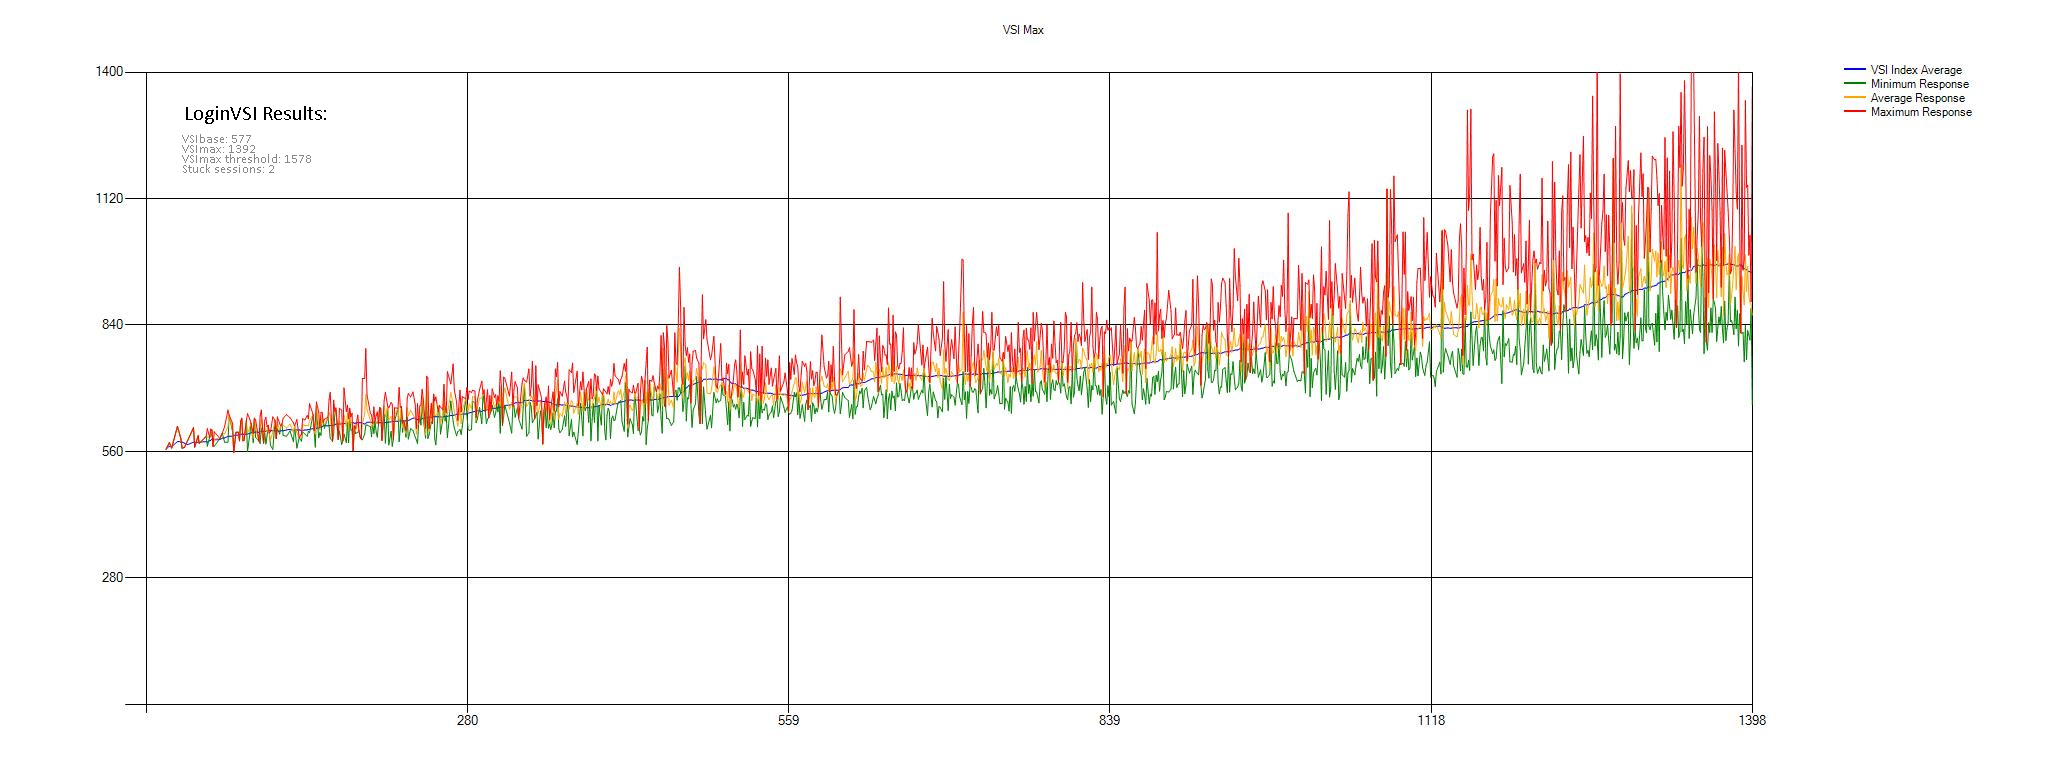 VSI Max
1400
1120
840
560
280
LoginVSI Results:
VSIbase: 577
VSImax: 1392
VSImax threshold: 1578
Stuck sessions: 2
VSI Index Average
Minimum Response
Average Response
Maximum Response
280 559 839 1118 1398